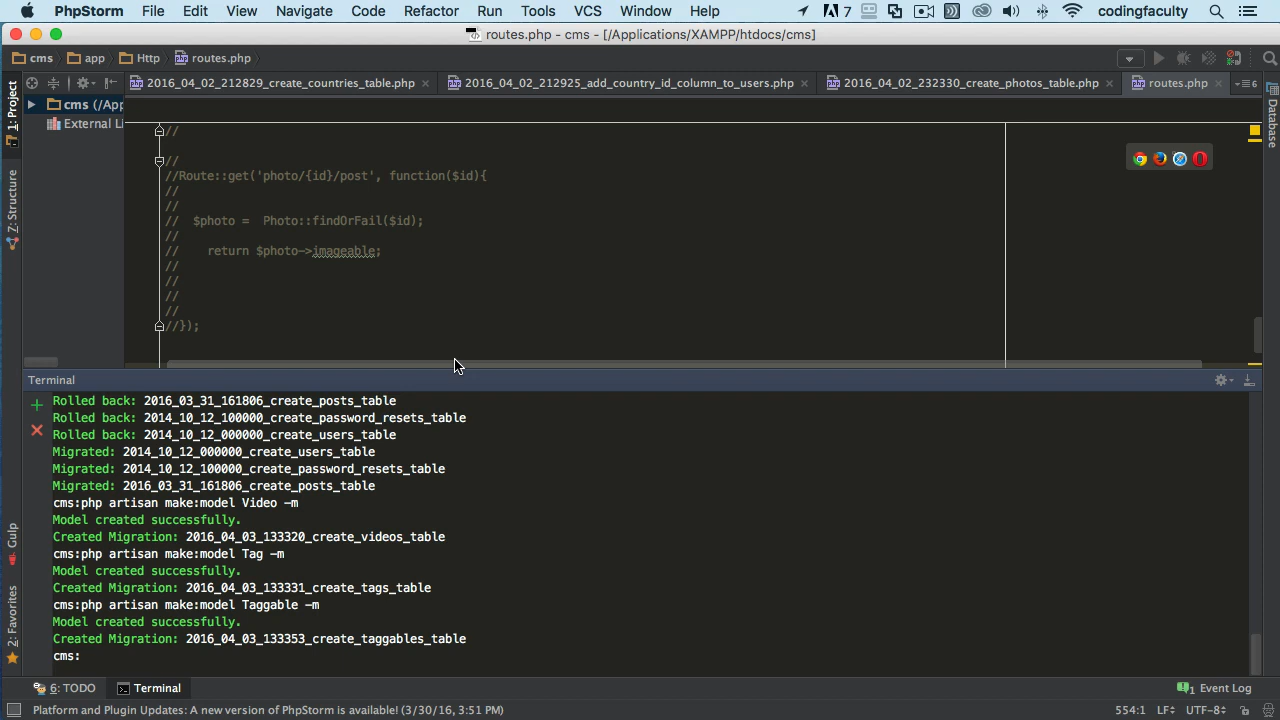 PhpStorm File Edit View Navigate Code Refactor Run Tools VCS Window Help 7 codingfaculty
routes.php - cms - [/Applications/XAMPP/htdocs/cms]
cms app Http routes.php
2016_04_02_212829_create_countries_table.php 2016_04_02_212925_add_country_id_column_to_users.php 2016_04_02_232330_create_photos_table.php routes.php 6
1: Project
cms (/App
External Li
Z: Structure
Gulp
2: Favorites
Database
//
//
//Route::get('photo/{id}/post', function($id){
//
//
// $photo = Photo::findOrFail($id);
//
// return $photo->imageable;
//
//
//
//
//});
Terminal
Rolled back: 2016_03_31_161806_create_posts_table
Rolled back: 2014_10_12_100000_create_password_resets_table
Rolled back: 2014_10_12_000000_create_users_table
Migrated: 2014_10_12_000000_create_users_table
Migrated: 2014_10_12_100000_create_password_resets_table
Migrated: 2016_03_31_161806_create_posts_table
cms:php artisan make:model Video -m
Model created successfully.
Created Migration: 2016_04_03_133320_create_videos_table
cms:php artisan make:model Tag -m
Model created successfully.
Created Migration: 2016_04_03_133331_create_tags_table
cms:php artisan make:model Taggable -m
Model created successfully.
Created Migration: 2016_04_03_133353_create_taggables_table
cms:
6: TODO Terminal 1 Event Log
Platform and Plugin Updates: A new version of PhpStorm is available! (3/30/16, 3:51 PM) 554:1 LF UTF-8